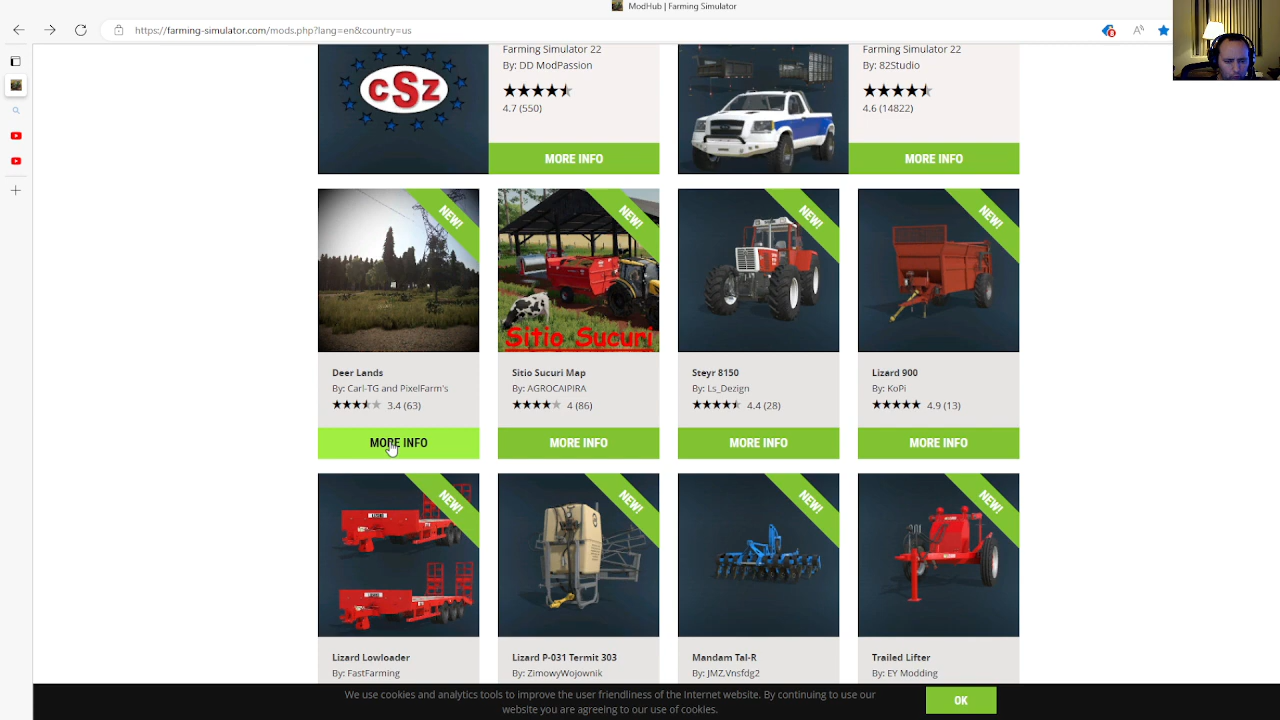 ModHub | Farming Simulator
https://farming-simulator.com/mods.php?lang=en&country=us
Farming Simulator 22
By: DD ModPassion
4.7 (550)
MORE INFO
CSZ
Farming Simulator 22
By: 82Studio
4.6 (14822)
MORE INFO
NEW!
Deer Lands
By: Carl-TG and PixelFarm's
3.4 (63)
MORE INFO
NEW!
Sitio Sucuri
Sitio Sucuri Map
By: AGROCAIPIRA
4 (86)
MORE INFO
NEW!
Steyr 8150
By: Ls_Dezign
4.4 (28)
MORE INFO
NEW!
Lizard 900
By: KoPi
4.9 (13)
MORE INFO
NEW!
Lizard Lowloader
By: FastFarming
NEW!
Lizard P-031 Termit 303
By: ZimowyWojownik
NEW!
Mandam Tal-R
By: JMZ,Vnsfdg2
NEW!
Trailed Lifter
By: EY Modding
We use cookies and analytics tools to improve the user friendliness of the Internet website. By continuing to use our
website you are agreeing to our use of cookies.
OK